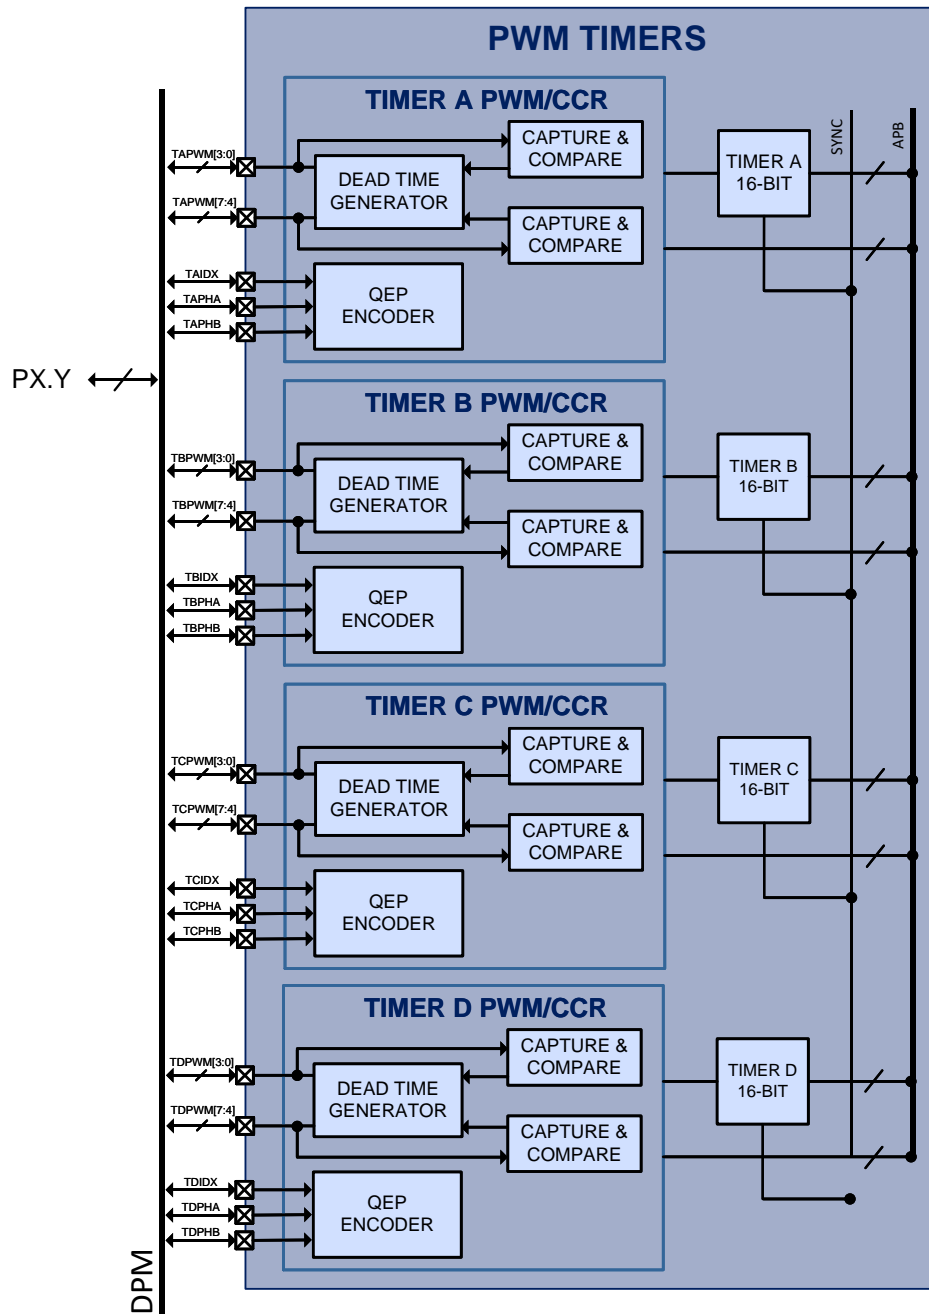 PWM TIMERS
TIMER A PWM/CCR
SYNC
APB
CAPTURE &
COMPARE
TAPWM[3:0]
DEAD TIME
GENERATOR
TIMER A
16-BIT
TAPWM[7:4]
CAPTURE &
COMPARE
TAIDX
TAPHA
TAPHB
QEP
ENCODER
PX.Y
TIMER B PWM/CCR
CAPTURE &
COMPARE
TBPWM[3:0]
DEAD TIME
GENERATOR
TIMER B
16-BIT
TBPWM[7:4]
CAPTURE &
COMPARE
TBIDX
TBPHA
TBPHB
QEP
ENCODER
TIMER C PWM/CCR
CAPTURE &
COMPARE
TCPWM[3:0]
DEAD TIME
GENERATOR
TIMER C
16-BIT
TCPWM[7:4]
CAPTURE &
COMPARE
TCIDX
TCPHA
TCPHB
QEP
ENCODER
TIMER D PWM/CCR
CAPTURE &
COMPARE
TDPWM[3:0]
DEAD TIME
GENERATOR
TIMER D
16-BIT
TDPWM[7:4]
CAPTURE &
COMPARE
TDIDX
TDPHA
TDPHB
QEP
ENCODER
DPM